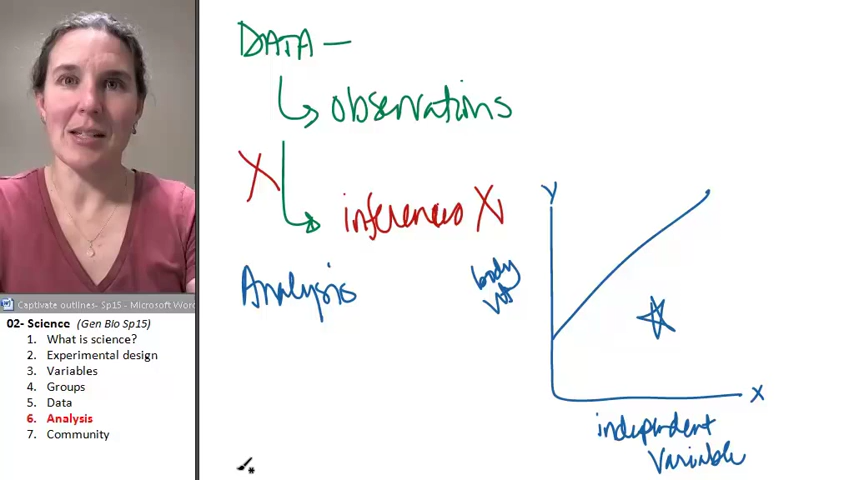 DATA —
observations
X
inferences X
Analysis
Y
body
X
independent
Variable
Captivate outlines- Sp15 - Microsoft Word
02- Science (Gen BIo Sp15)
1. What is science?
2. Experimental design
3. Variables
4. Groups
5. Data
6. Analysis
7. Community